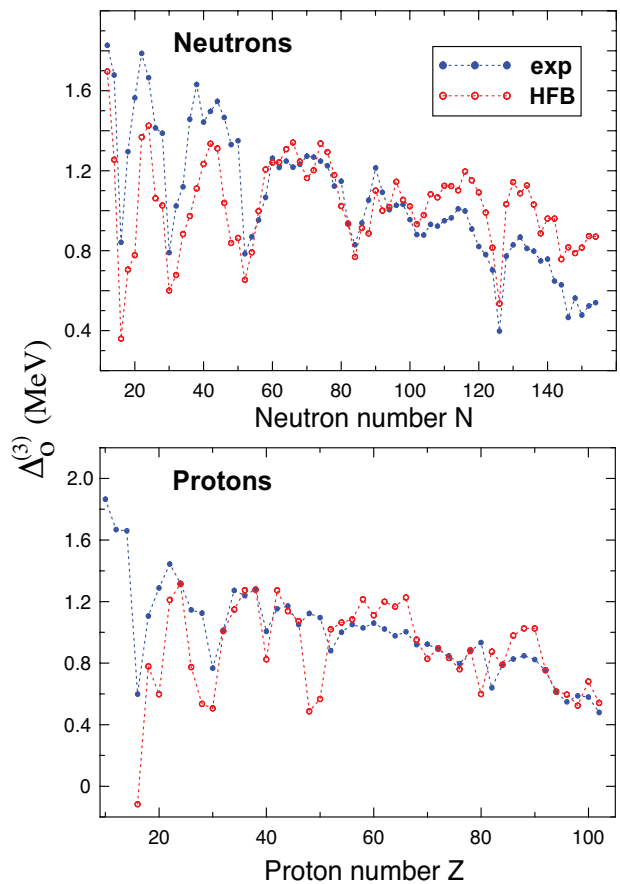 Neutrons
exp
HFB
1.6
1.2
0.8
0.4
20 40 60 80 100 120 140
Neutron number N
Δ_O^{(3)} (MeV)
Protons
2.0
1.6
1.2
0.8
0.4
0
20 40 60 80 100
Proton number Z